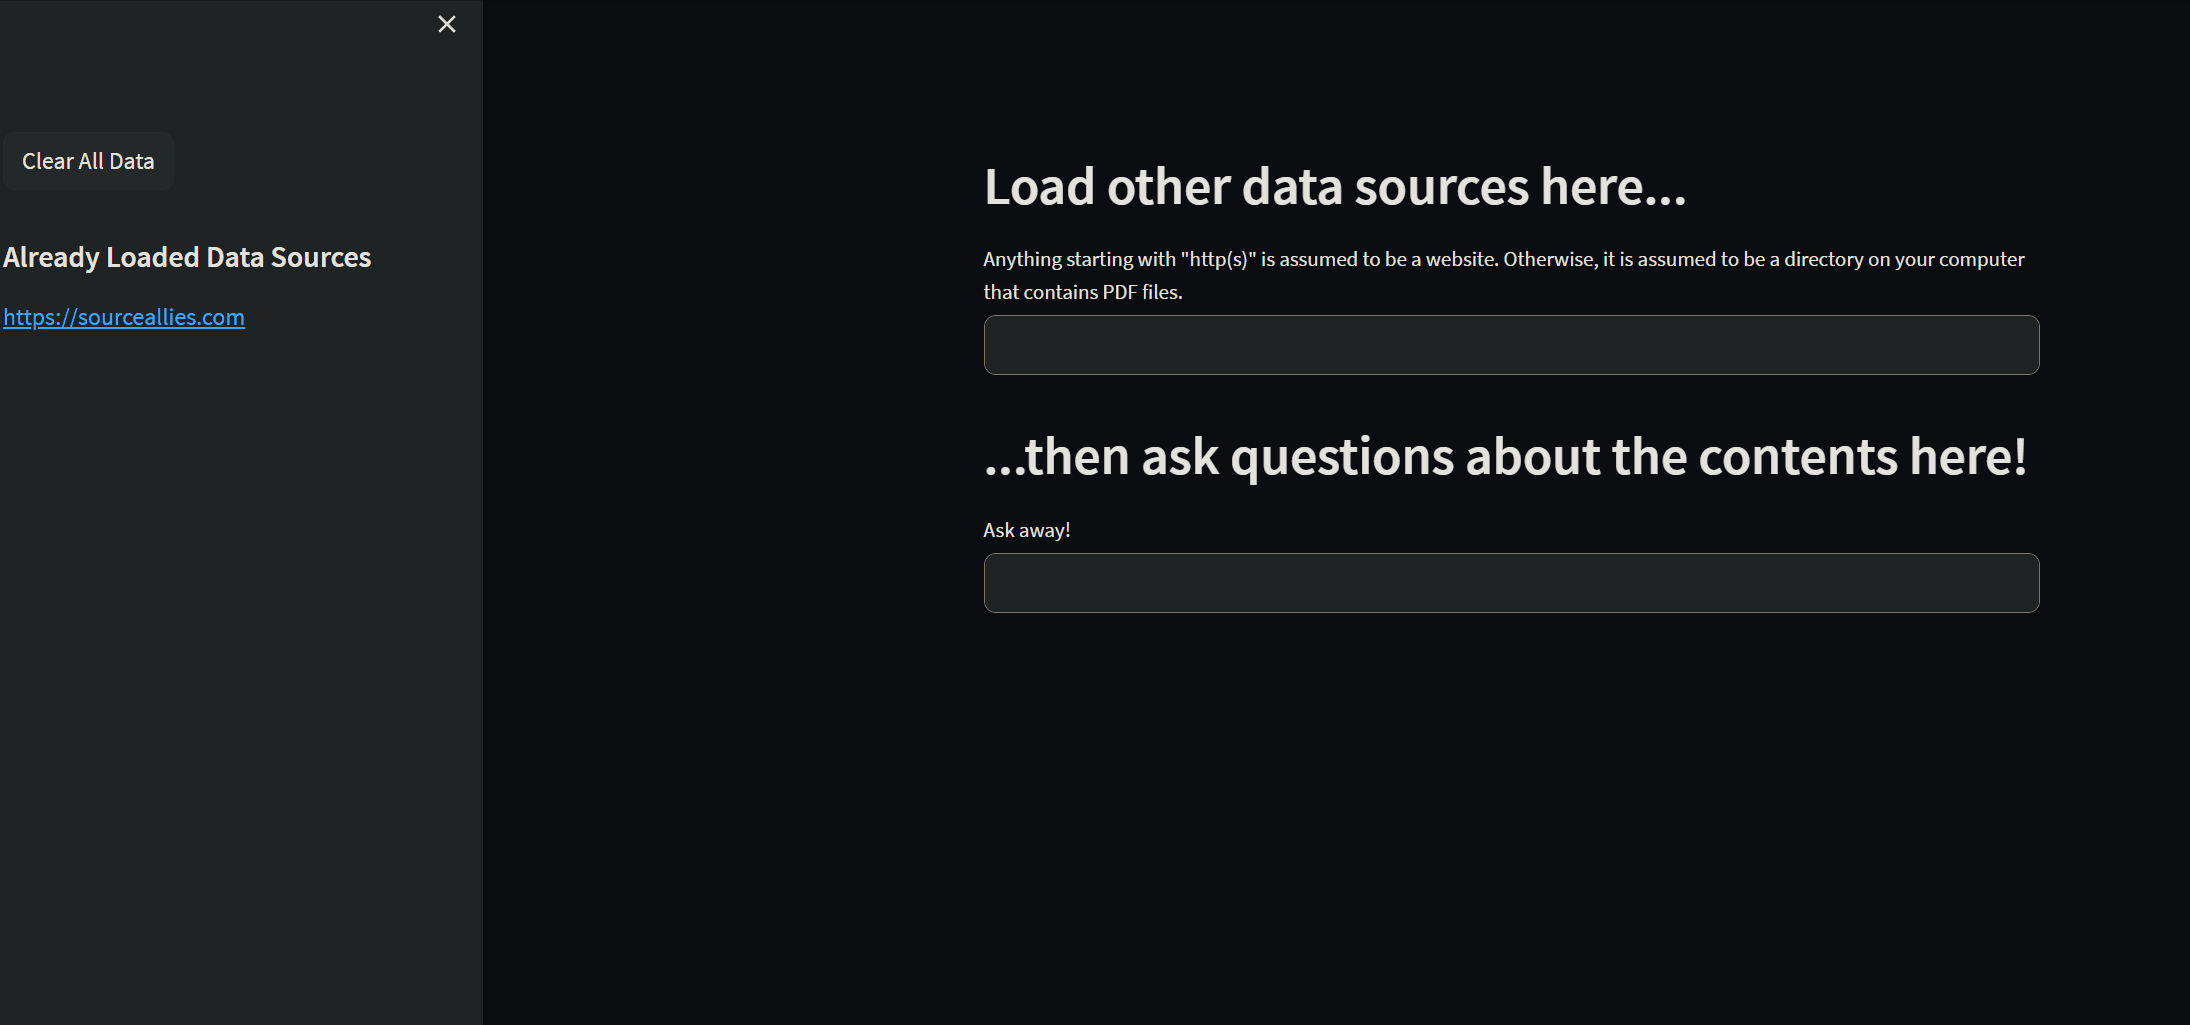 Clear All Data
Already Loaded Data Sources
https://sourceallies.com
Load other data sources here...
Anything starting with "http(s)" is assumed to be a website. Otherwise, it is assumed to be a directory on your computer
that contains PDF files.
...then ask questions about the contents here!
Ask away!